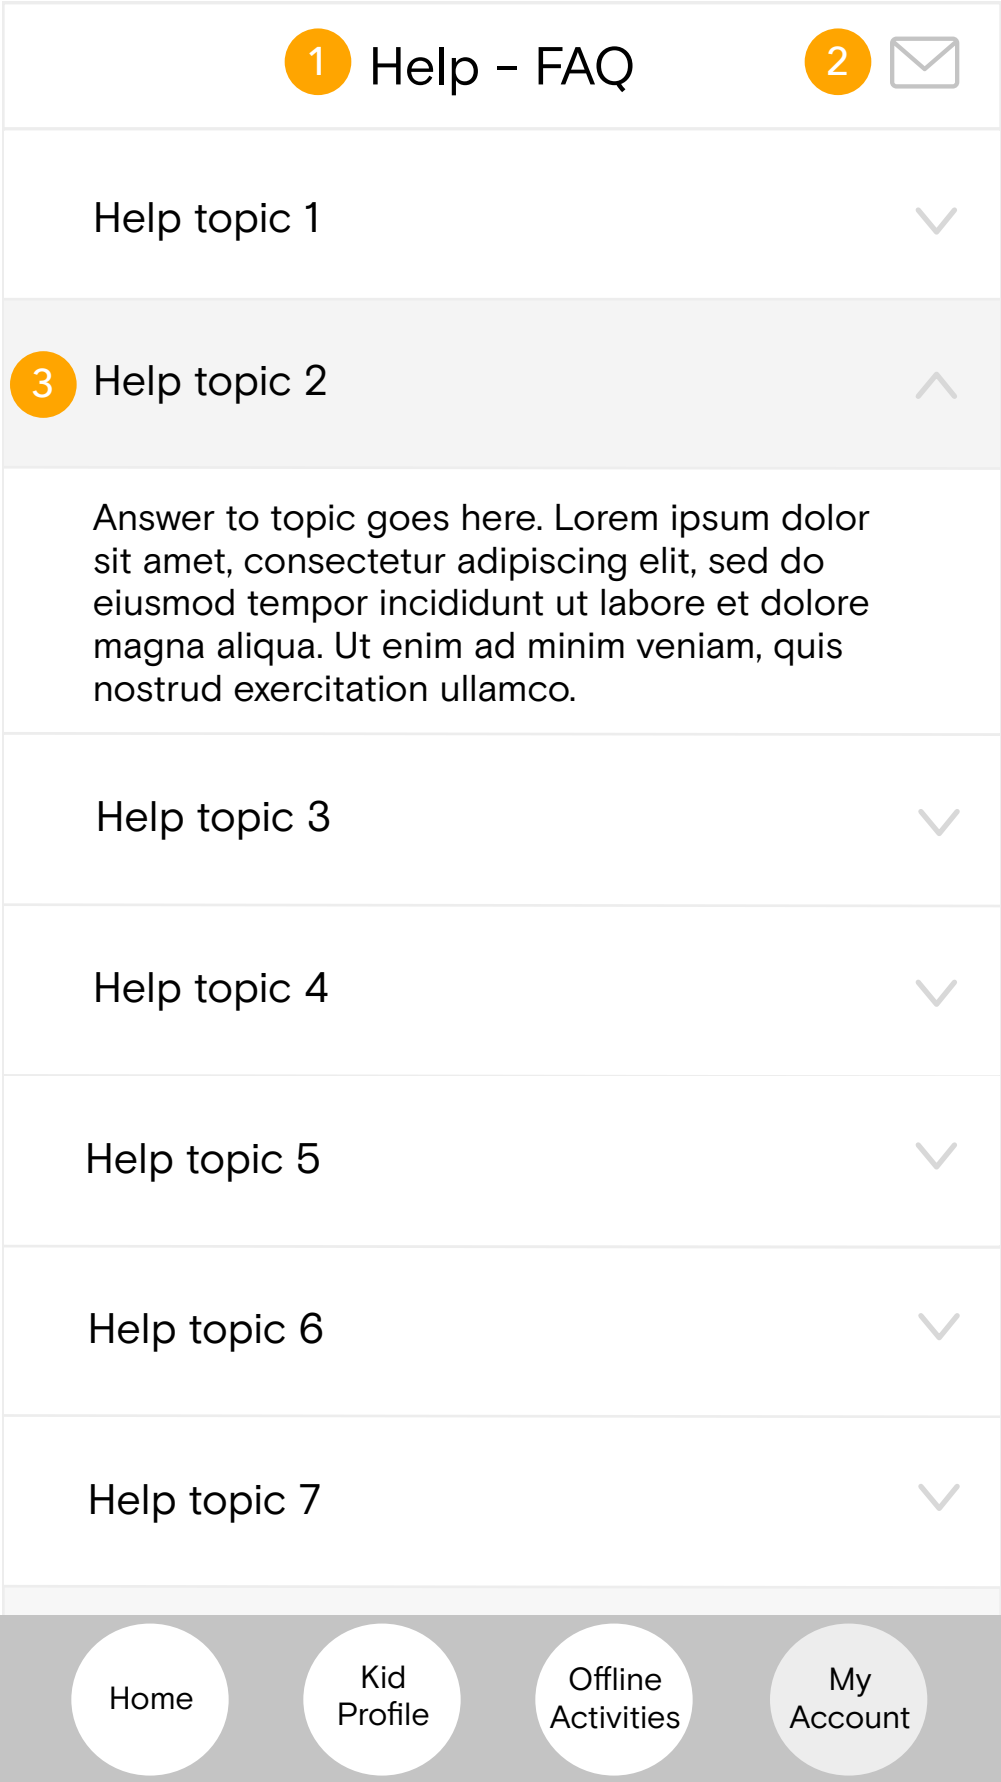 1 Help - FAQ 2
Help topic 1
3 Help topic 2
Answer to topic goes here. Lorem ipsum dolor
sit amet, consectetur adipiscing elit, sed do
eiusmod tempor incididunt ut labore et dolore
magna aliqua. Ut enim ad minim veniam, quis
nostrud exercitation ullamco.
Help topic 3
Help topic 4
Help topic 5
Help topic 6
Help topic 7
Home
Kid
Profile
Offline
Activities
My
Account